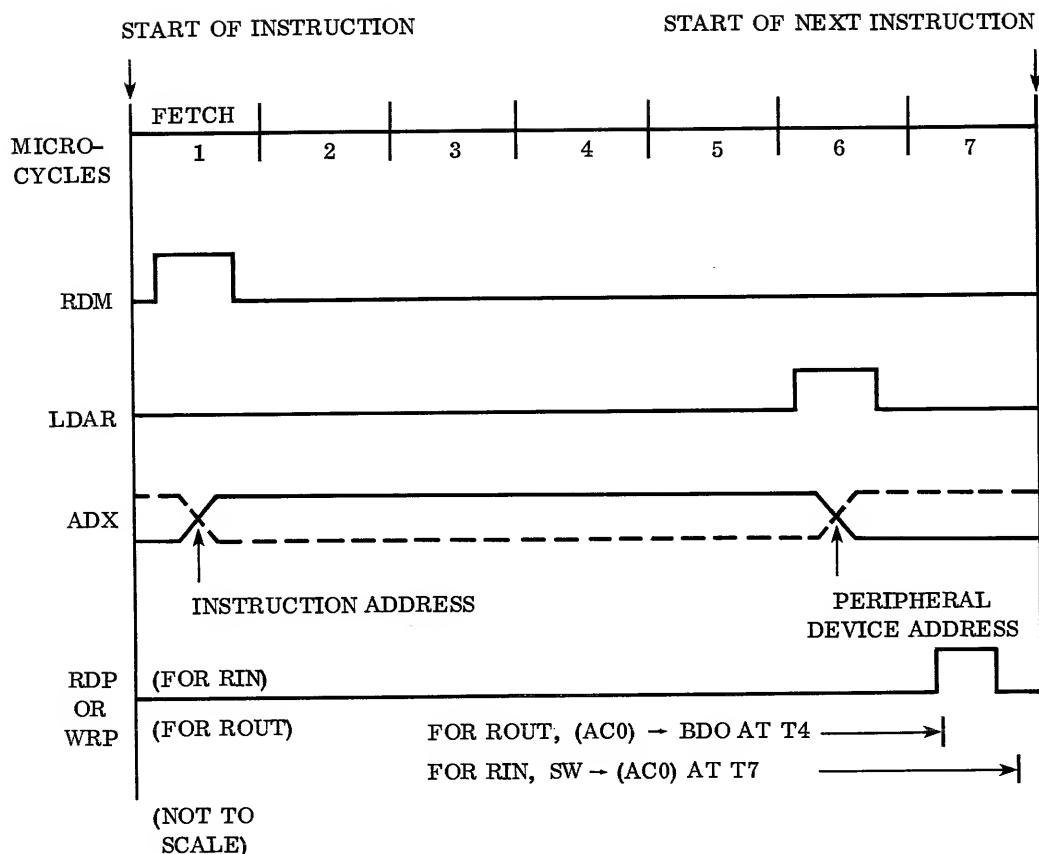 START OF INSTRUCTION
START OF NEXT INSTRUCTION
FETCH
MICRO-
CYCLES
1 2 3 4 5 6 7
RDM
LDAR
ADX
INSTRUCTION ADDRESS
PERIPHERAL
DEVICE ADDRESS
RDP
OR
WRP
(FOR RIN)
(FOR ROUT)
FOR ROUT, (AC0) → BDO AT T4
FOR RIN, SW → (AC0) AT T7
(NOT TO
SCALE)